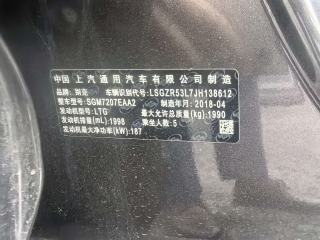 中国 上汽通用汽车有限公司 制造
品牌: 别克 车辆识别代号: LSGZR53L7JH138612
整车型号: SGM7207EAA2 制造年月: 2018-04
发动机型号: LTG 最大允许总质量(kg): 1990
发动机排量(mL): 1998 乘坐人数: 5
发动机最大净功率(kW): 187